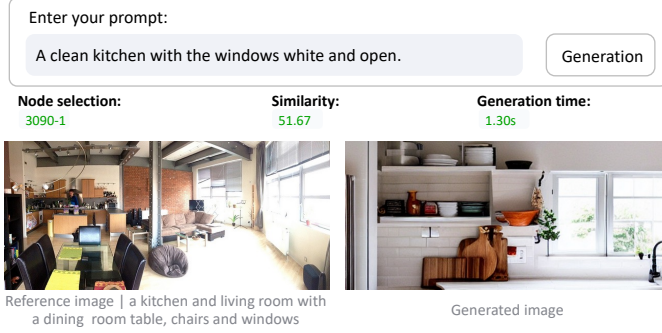 Enter your prompt:
A clean kitchen with the windows white and open.
Generation
Node selection:
Similarity:
Generation time:
3090-1
51.67
1.30s
Reference image | a kitchen and living room with
a dining room table, chairs and windows
Generated image